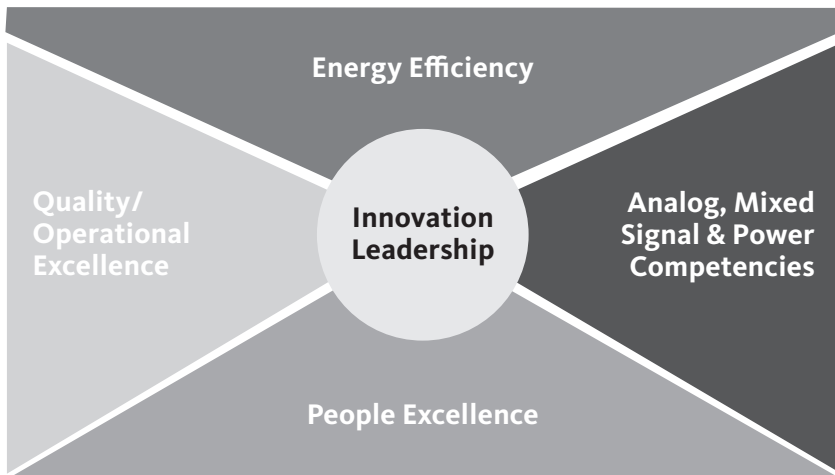 Energy Efficiency
Quality/
Operational
Excellence
Innovation
Leadership
Analog, Mixed
Signal & Power
Competencies
People Excellence